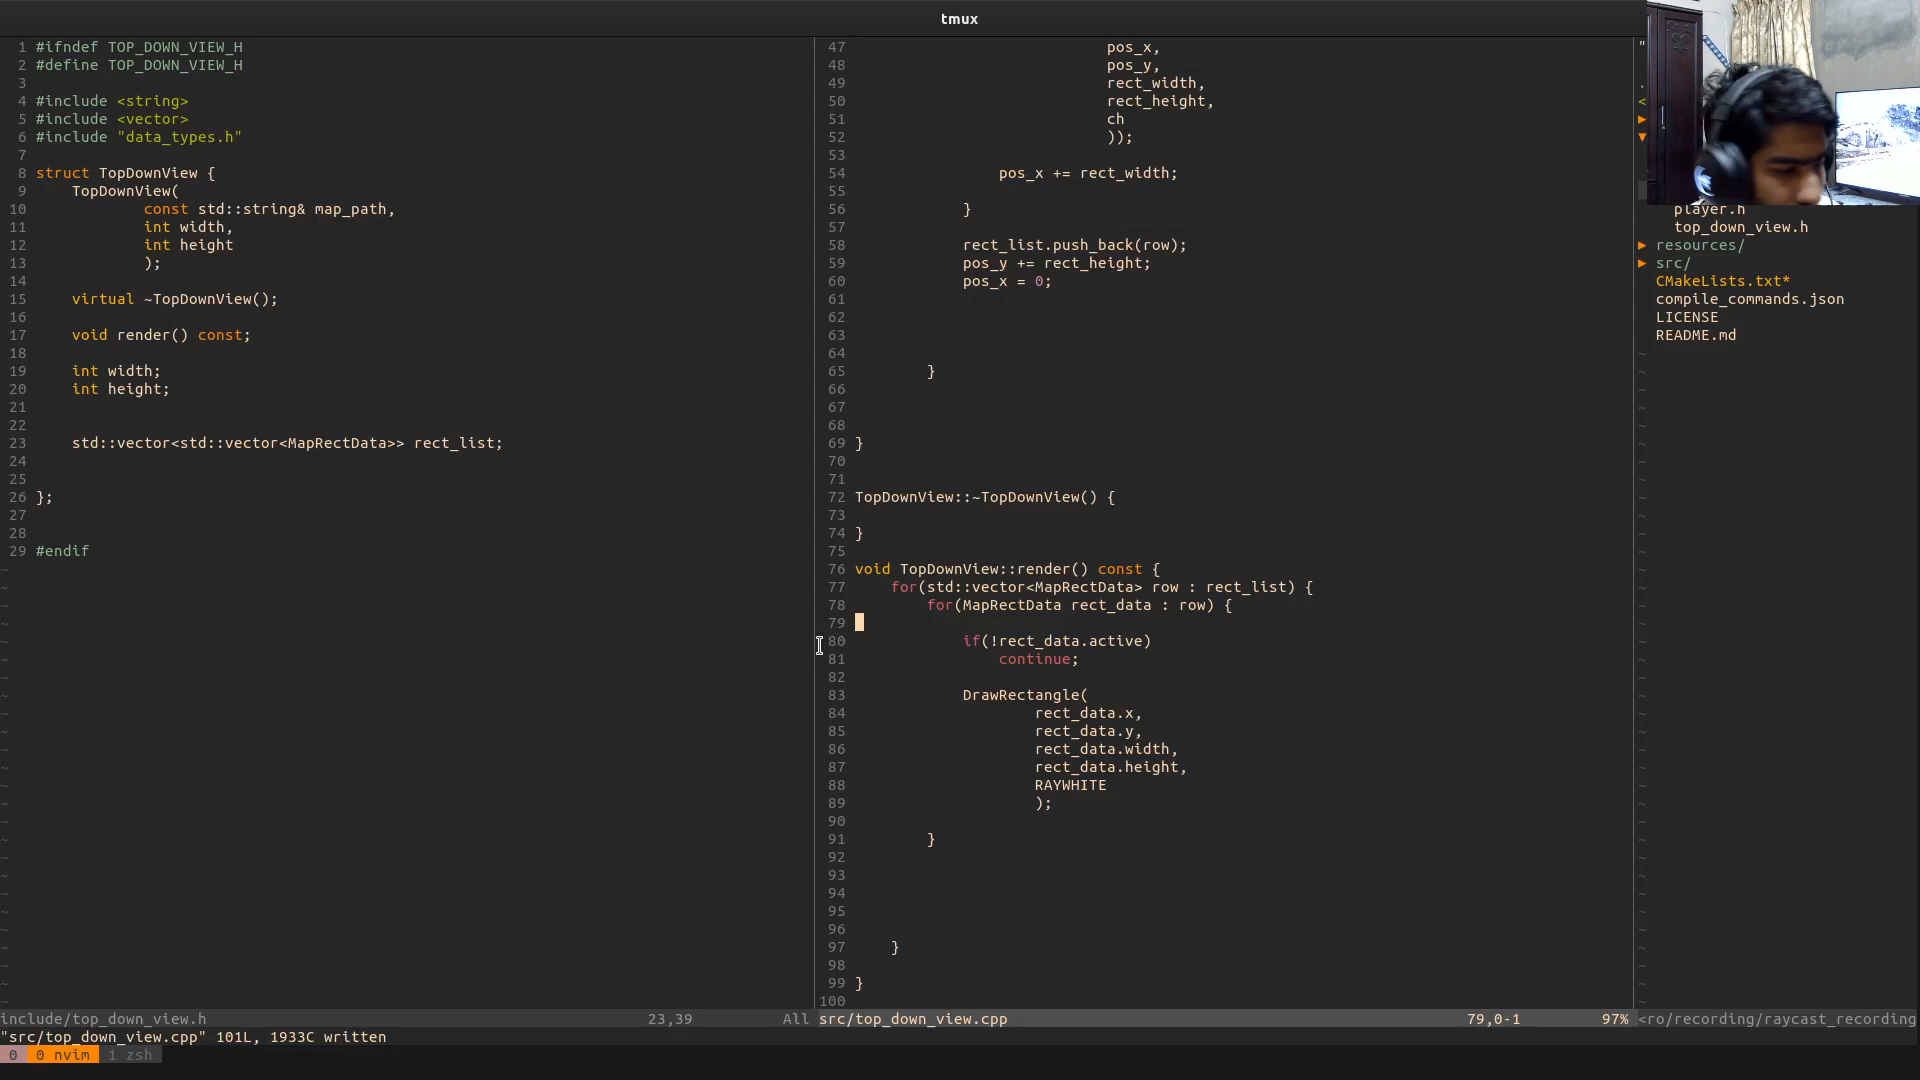 tmux
1 #ifndef TOP_DOWN_VIEW_H
2 #define TOP_DOWN_VIEW_H
3
4 #include <string>
5 #include <vector>
6 #include "data_types.h"
7
8 struct TopDownView {
9 TopDownView(
10 const std::string& map_path,
11 int width,
12 int height
13 );
14
15 virtual ~TopDownView();
16
17 void render() const;
18
19 int width;
20 int height;
21
22
23 std::vector<std::vector<MapRectData>> rect_list;
24
25
26 };
27
28
29 #endif
include/top_down_view.h 23,39 All
47 pos_x,
48 pos_y,
49 rect_width,
50 rect_height,
51 ch
52 ));
53
54 pos_x += rect_width;
55
56 }
57
58 rect_list.push_back(row);
59 pos_y += rect_height;
60 pos_x = 0;
61
62
63
64
65 }
66
67
68
69 }
70
71
72 TopDownView::~TopDownView() {
73
74 }
75
76 void TopDownView::render() const {
77 for(std::vector<MapRectData> row : rect_list) {
78 for(MapRectData rect_data : row) {
79
80 if(!rect_data.active)
81 continue;
82
83 DrawRectangle(
84 rect_data.x,
85 rect_data.y,
86 rect_data.width,
87 rect_data.height,
88 RAYWHITE
89 );
90
91 }
92
93
94
95
96
97 }
98
99 }
100
src/top_down_view.cpp 79,0-1 97%
"
.
<
▶
▼
player.h
top_down_view.h
▶ resources/
▶ src/
CMakeLists.txt*
compile_commands.json
LICENSE
README.md
<ro/recording/raycast_recording
"src/top_down_view.cpp" 101L, 1933C written
0 0 nvim 1 zsh